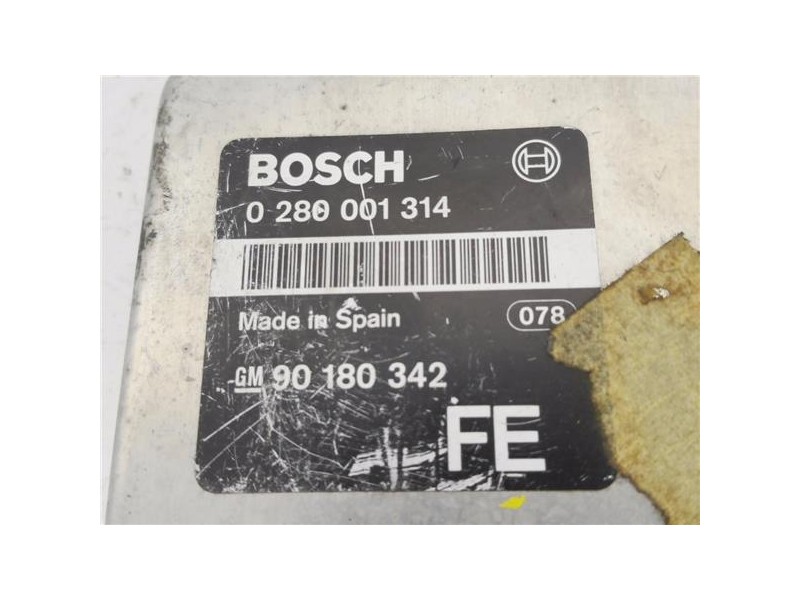 BOSCH
0 280 001 314
Made in Spain 078
GM 90 180 342
FE